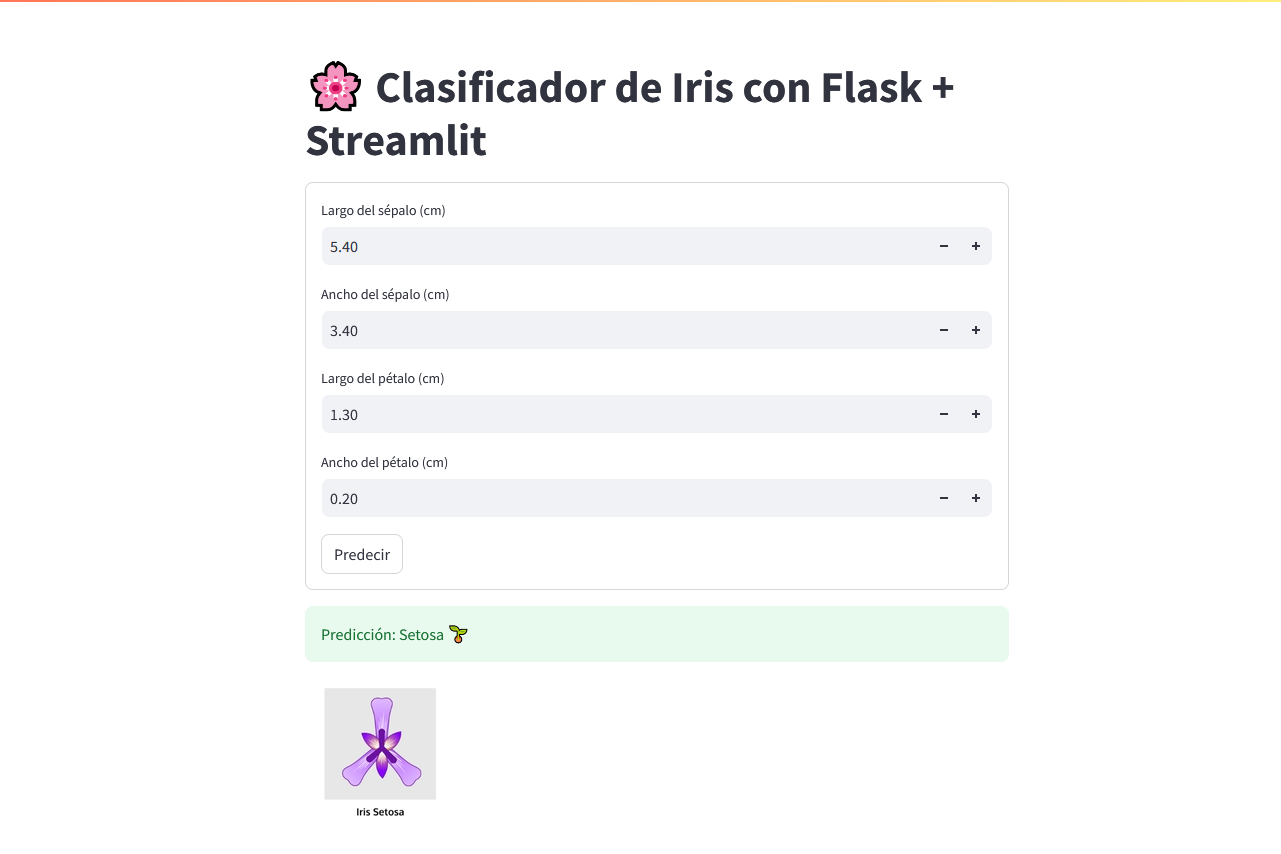 🌸 Clasificador de Iris con Flask +
Streamlit
Largo del sépalo (cm)
5.40 − +
Ancho del sépalo (cm)
3.40 − +
Largo del pétalo (cm)
1.30 − +
Ancho del pétalo (cm)
0.20 − +
Predecir
Predicción: Setosa 🌱
Iris Setosa